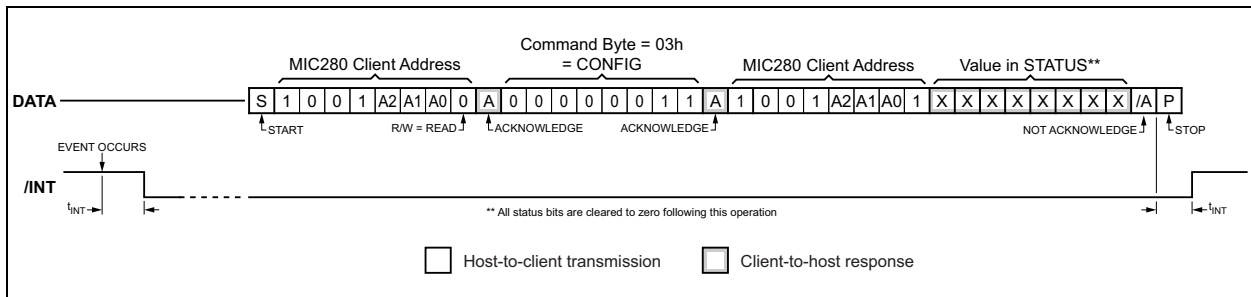 Command Byte = 03h
= CONFIG
MIC280 Client Address
MIC280 Client Address
Value in STATUS**
DATA
S 1 0 0 1 A2 A1 A0 0 A 0 0 0 0 0 0 1 1 A 1 0 0 1 A2 A1 A0 1 X X X X X X X X /A P
START
R/W = READ
ACKNOWLEDGE
ACKNOWLEDGE
NOT ACKNOWLEDGE
STOP
EVENT OCCURS
/INT
tINT
tINT
** All status bits are cleared to zero following this operation
Host-to-client transmission
Client-to-host response